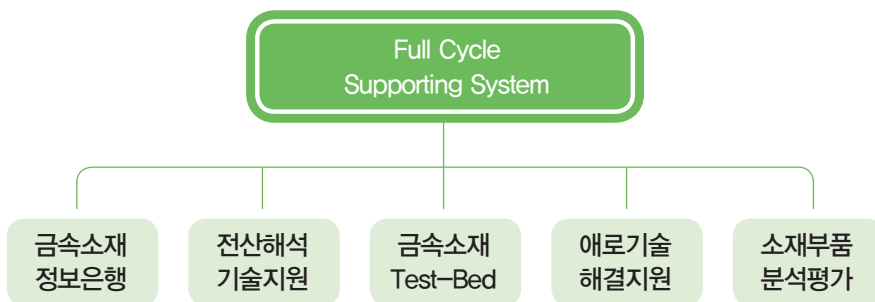 Full Cycle
Supporting System
금속소재
정보은행
전산해석
기술지원
금속소재
Test-Bed
애로기술
해결지원
소재부품
분석평가